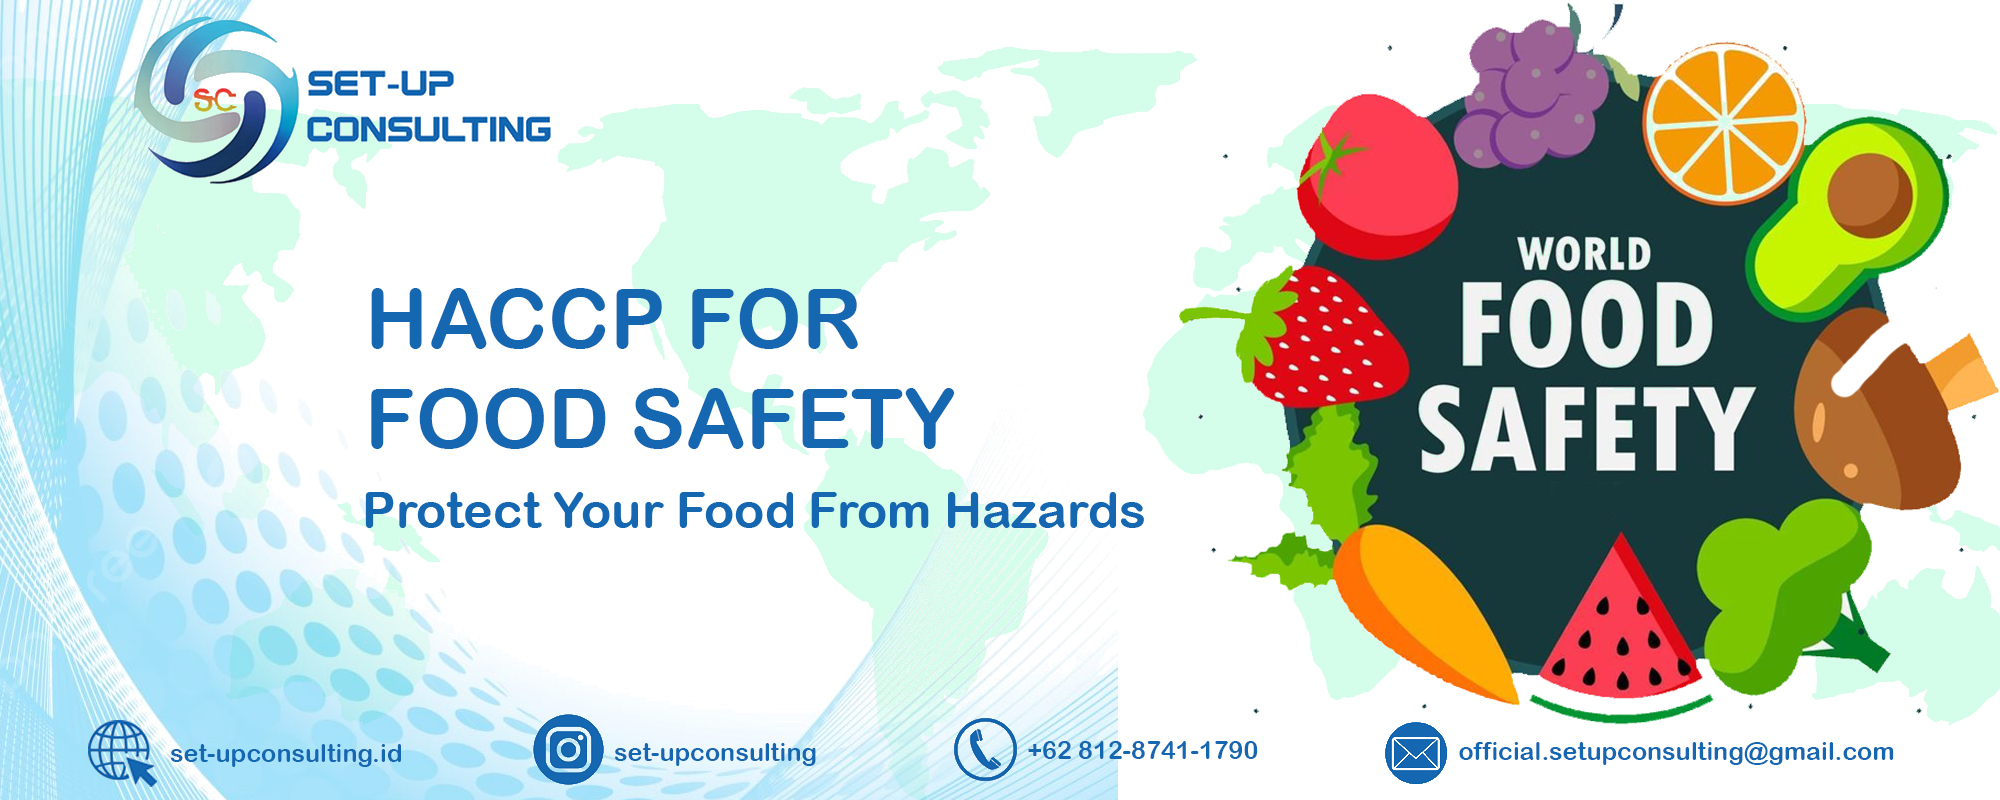 SC
SET-UP
CONSULTING
HACCP FOR
FOOD SAFETY
Protect Your Food From Hazards
WORLD
FOOD
SAFETY
set-upconsulting.id
set-upconsulting
+62 812-8741-1790
official.setupconsulting@gmail.com